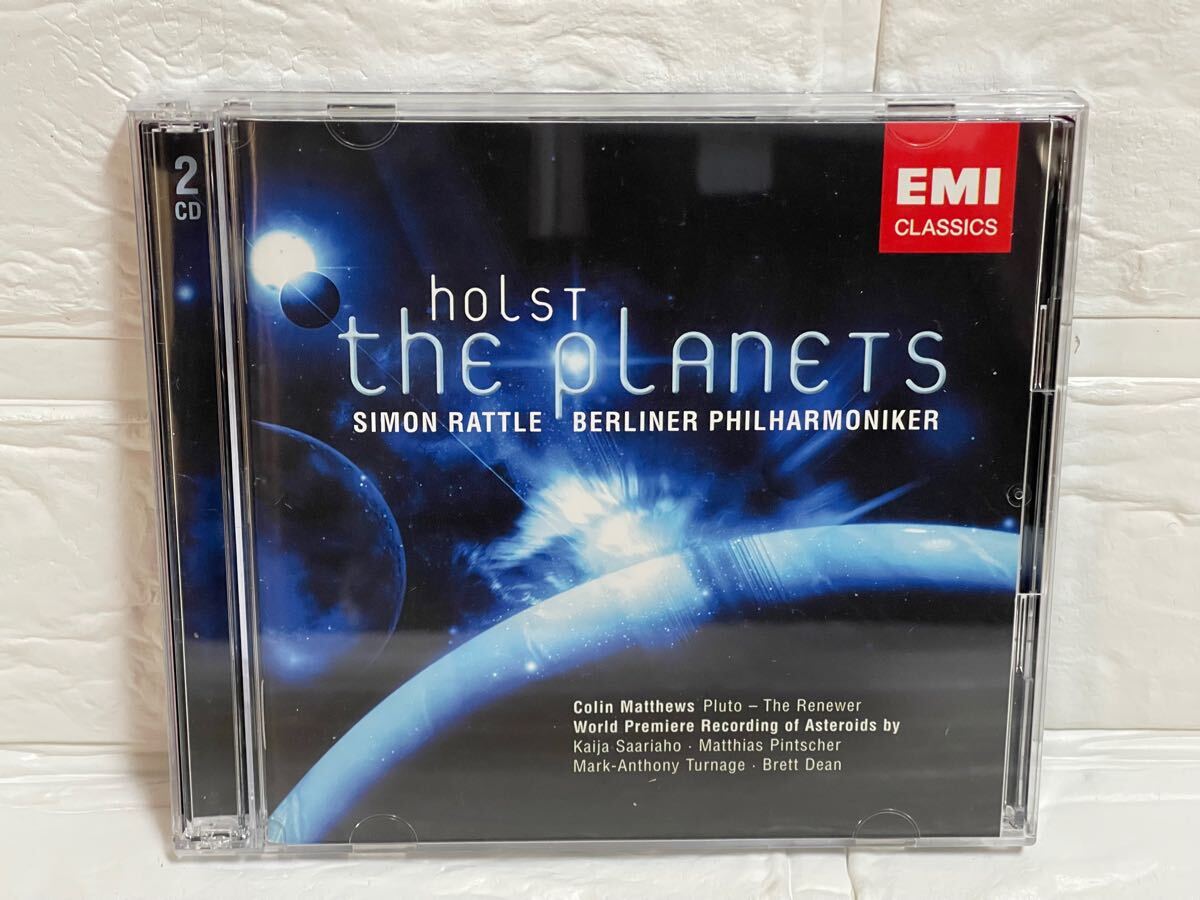 2
CD
EMI
CLASSICS
holst
the planets
SIMON RATTLE BERLINER PHILHARMONIKER
Colin Matthews Pluto – The Renewer
World Premiere Recording of Asteroids by
Kaija Saariaho · Matthias Pintscher
Mark-Anthony Turnage · Brett Dean